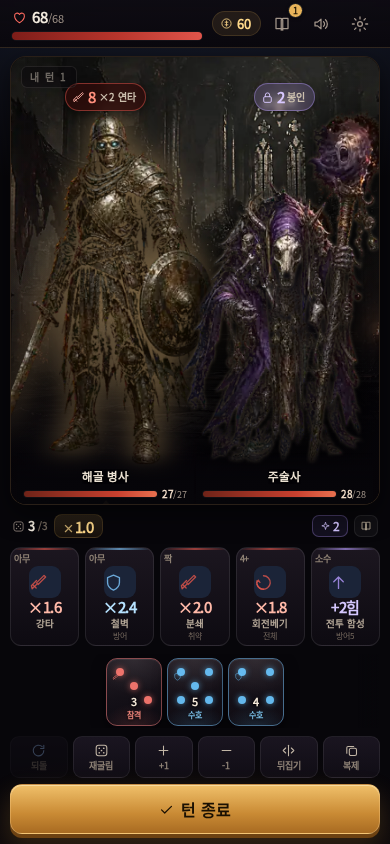 68/68
60
1
내 턴 1
8 ×2 연타
2 봉인
해골 병사
주술사
27/27
28/28
3/3
×1.0
2
아무
×1.6
강타
아무
×2.4
철벽
방어
짝
×2.0
분쇄
취약
4+
×1.8
회전베기
전체
소수
+2힘
전투 함성
방어5
3
참격
5
수호
4
수호
되돌
재굴림
+1
-1
뒤집기
복제
턴 종료